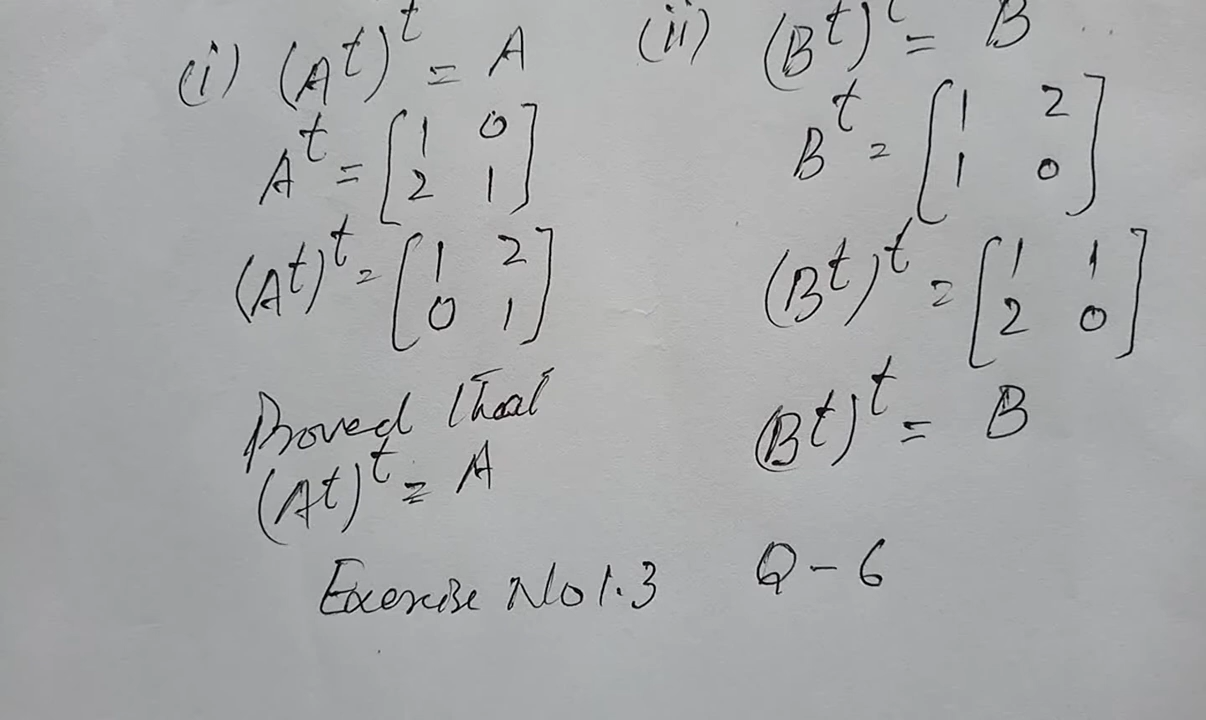 (i) (A^t)^t = A
A^t = [1 0
2 1]
(A^t)^t = [1 2
0 1]
Proved that
(A^t)^t = A
(ii) (B^t)^t = B
B^t = [1 2
1 0]
(B^t)^t = [1 1
2 0]
(B^t)^t = B
Exercise No 1.3 Q-6